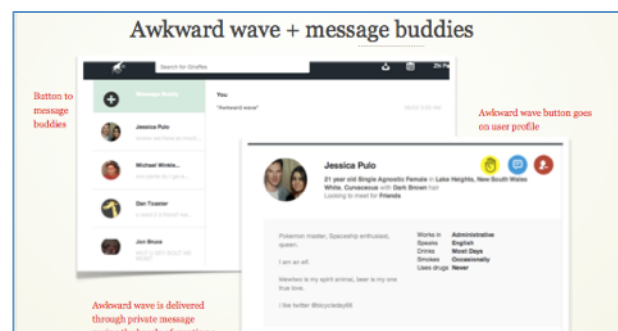 Awkward wave + message buddies
Search for Giraffes
Button to
message
buddies
Message Buddy
You
"Awkward wave"
Jessica Pulo
Michael Winkle...
Dan Toaster
Jon Bruce
Awkward wave button goes
on user profile
Jessica Pulo
21 year old Single Agnostic Female in Lake Heights, New South Wales
White, Curvaceous with Dark Brown hair
Looking to meet for Friends
Pokemon master, Spaceship enthusiast,
queen.
I am an elf.
Mewtwo is my spirit animal, beer is my one
true love.
i like twitter @bicycleday66
Works in Administrative
Speaks English
Drinks Most Days
Smokes Occasionally
Uses drugs Never
Awkward wave is delivered
through private message